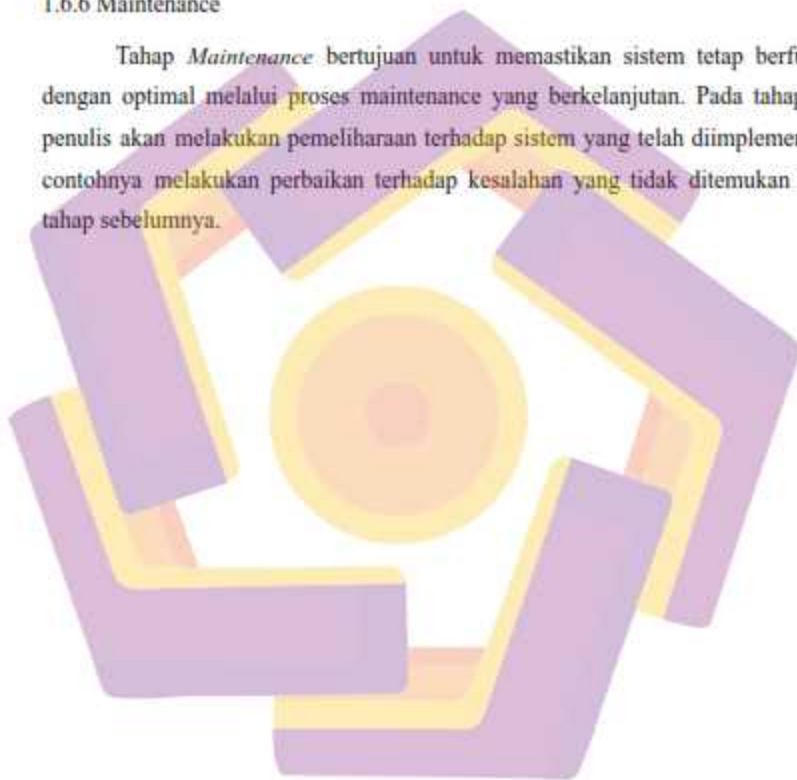 1.6.6 Maintenance
Tahap Maintenance bertujuan untuk memastikan sistem tetap
dengan optimal melalui proses maintenance yang berkelanjutan. Pada tahap
penulis akan melakukan pemeliharaan terhadap sistem yang telah
contohnya melakukan perbaikan terhadap kesalahan yang tidak ditemukan
tahap sebelumnya.